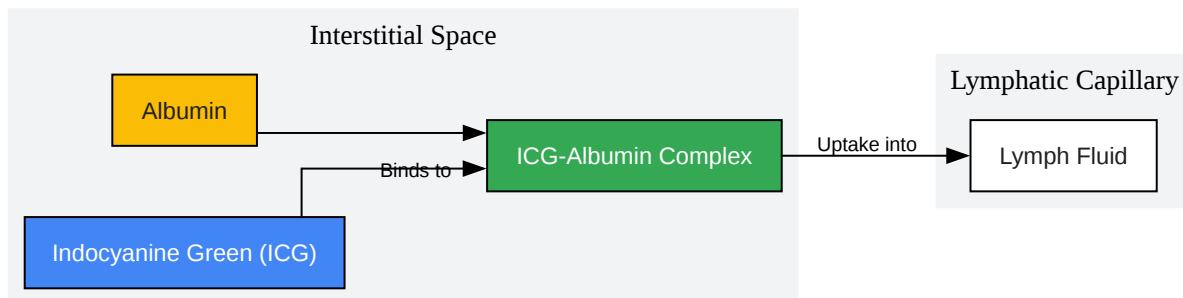 Interstitial Space
Lymphatic Capillary
Albumin
ICG-Albumin Complex
Uptake into
Lymph Fluid
Binds to
Indocyanine Green (ICG)